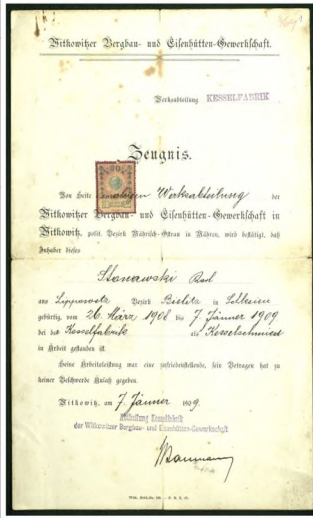 Witkowitzer Bergbau- und Eisenhütten-Gewerkschaft.
Werksabteilung KESSELFABRIK
Zeugnis.
Von Seite der Werksabteilung der
Witkowitzer Bergbau- und Eisenhütten-Gewerkschaft in
Witkowitz, polit. Bezirk Mährisch-Ostrau in Mähren, wird bestätigt, daß
Inhaber dieses
Stanawski
aus Lippowetz Bezirk Bielitz in Schlesien
gebürtig, vom 26. März 1908 bis 7 Jänner 1909
bei der Kesselfabrik als Kesselschmied
in Arbeit gestanden ist.
Seine Arbeitsleistung war eine zufriedenstellende, sein Betragen hat zu
keiner Beschwerde Anlaß gegeben.
Witkowitz, am 7. Jänner 1909
Abteilung Kesselfabrik
der Witkowitzer Bergbau- und Eisenhütten-Gewerkschaft